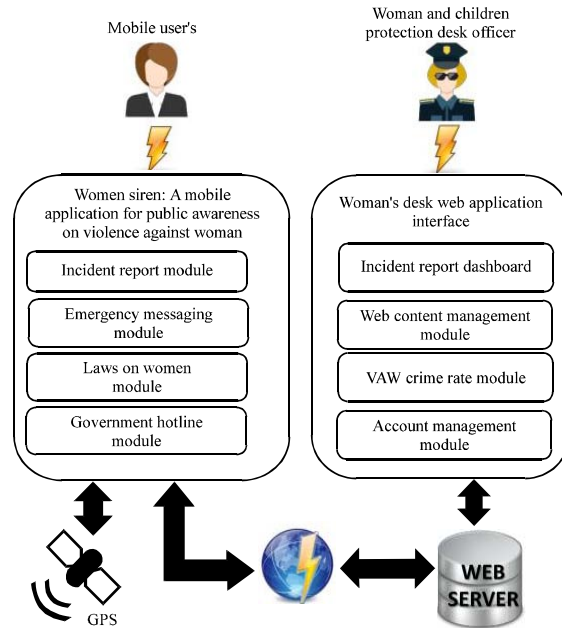 Mobile user's
Woman and children
protection desk officer
Women siren: A mobile
application for public awareness
on violence against woman
Incident report module
Emergency messaging
module
Laws on women
module
Government hotline
module
Woman's desk web application
interface
Incident report dashboard
Web content management
module
VAW crime rate module
Account management
module
GPS
WEB
SERVER